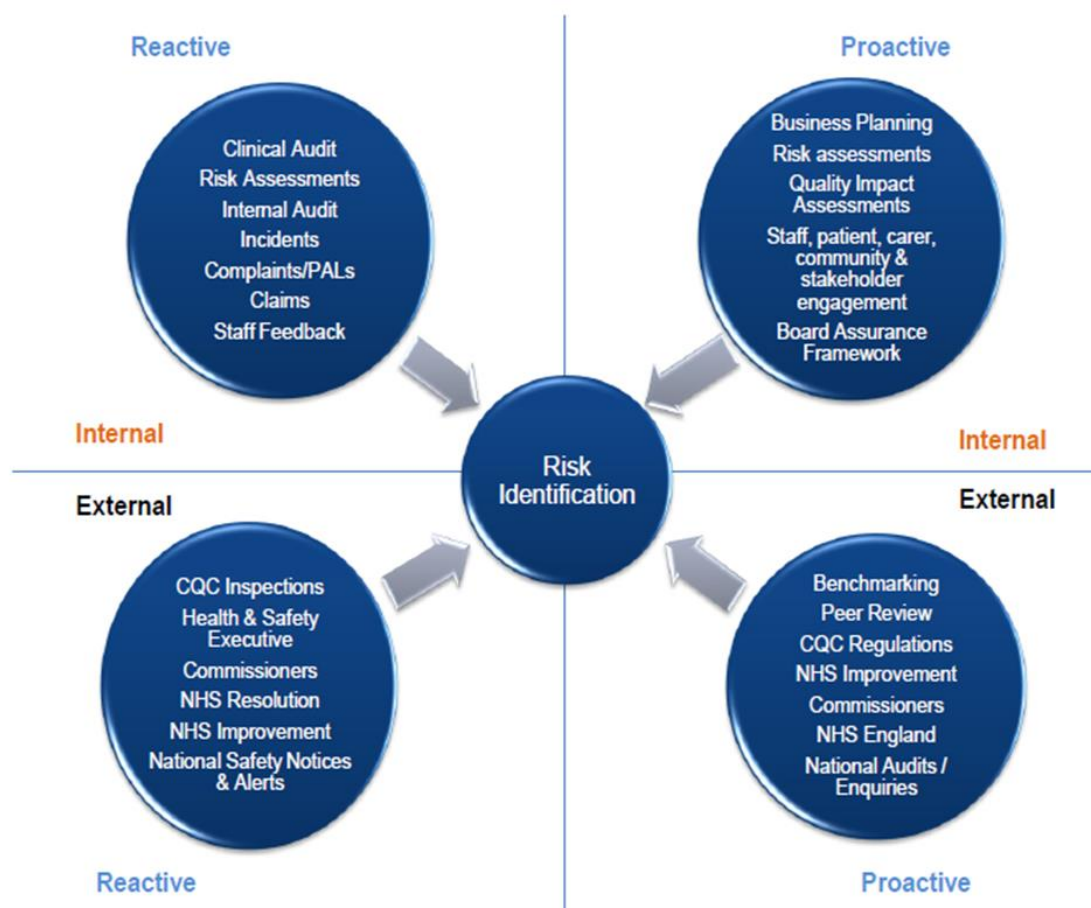 Reactive
Proactive
Clinical Audit
Risk Assessments
Internal Audit
Incidents
Complaints/PALs
Claims
Staff Feedback
Business Planning
Risk assessments
Quality Impact
Assessments
Staff, patient, carer,
community &
stakeholder
engagement
Board Assurance
Framework
Internal
Internal
Risk
Identification
External
External
CQC Inspections
Health & Safety
Executive
Commissioners
NHS Resolution
NHS Improvement
National Safety Notices
& Alerts
Benchmarking
Peer Review
CQC Regulations
NHS Improvement
Commissioners
NHS England
National Audits /
Enquiries
Reactive
Proactive